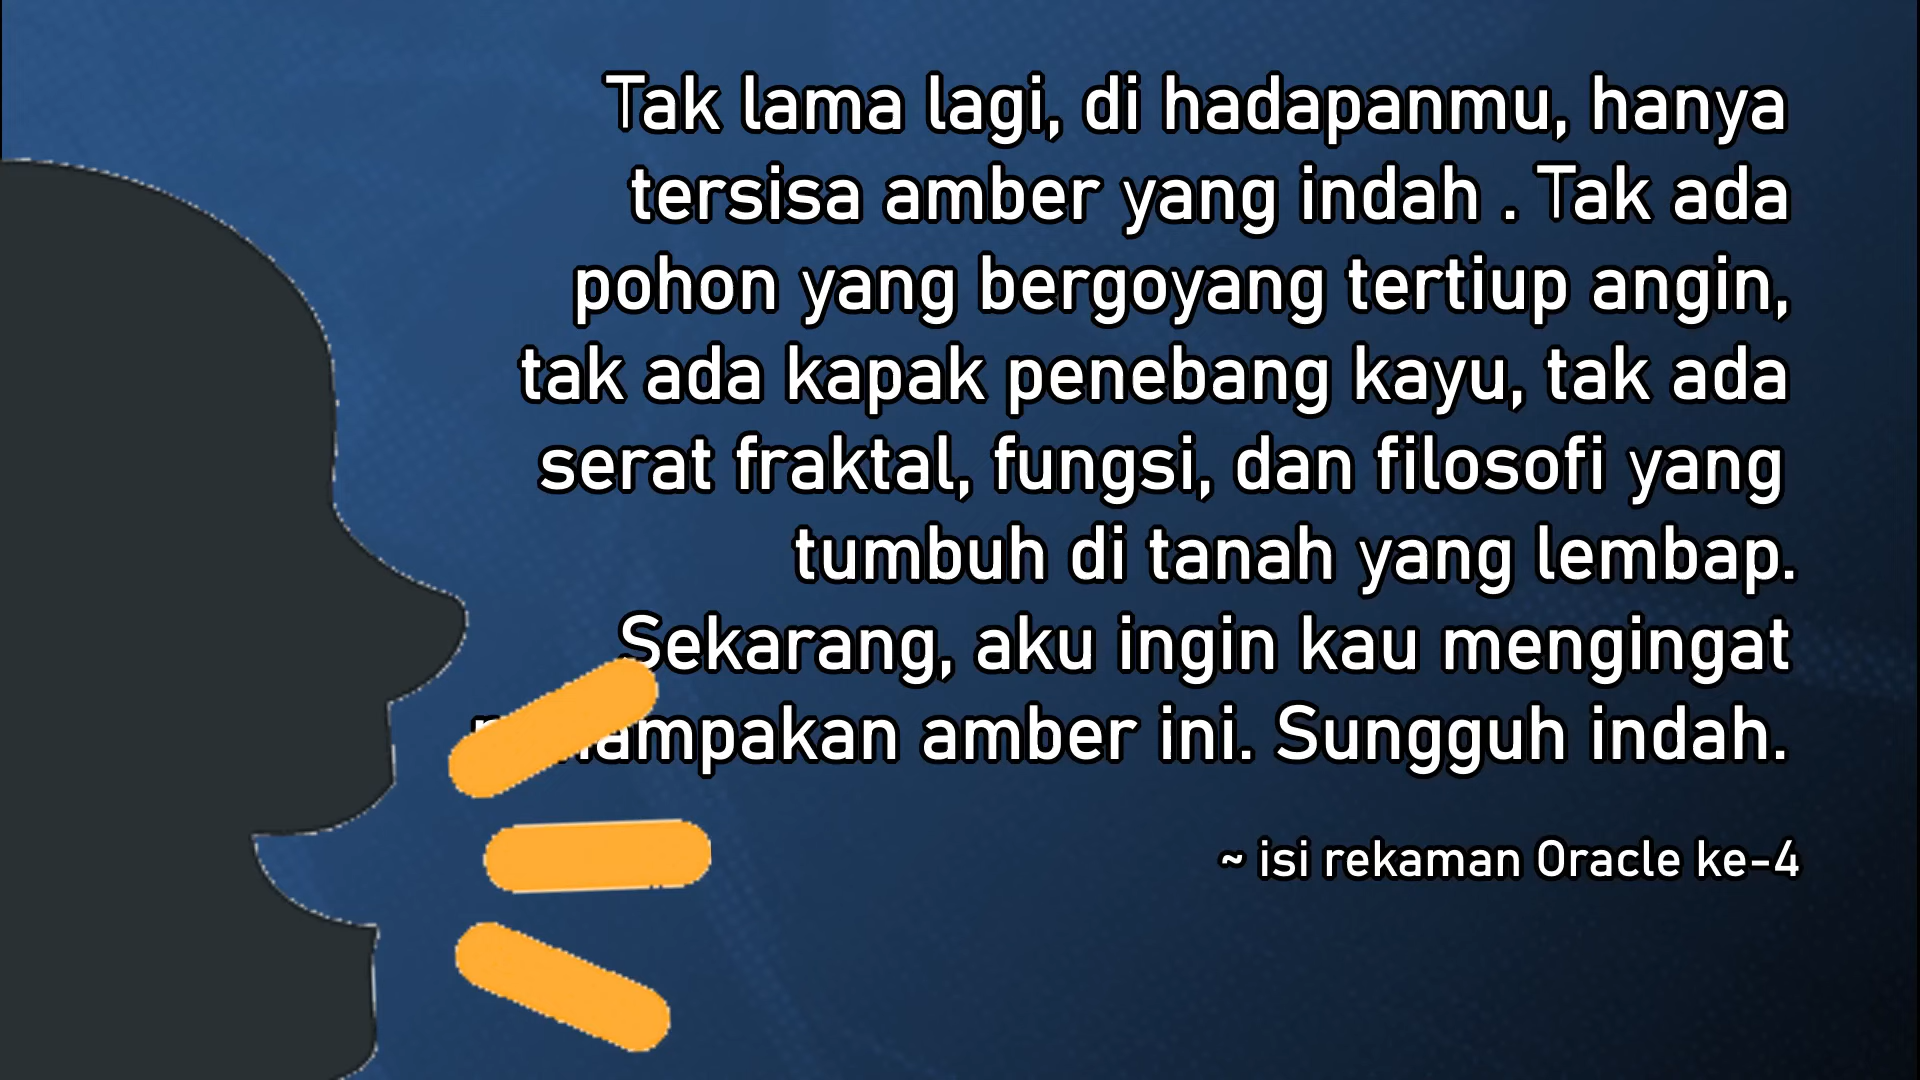 Tak lama lagi, di hadapanmu, hanya
tersisa amber yang indah . Tak ada
pohon yang bergoyang tertiup angin,
tak ada kapak penebang kayu, tak ada
serat fraktal, fungsi, dan filosofi yang
tumbuh di tanah yang lembap.
Sekarang, aku ingin kau mengingat
amber ini. Sungguh indah.
~ isi rekaman Oracle ke-4